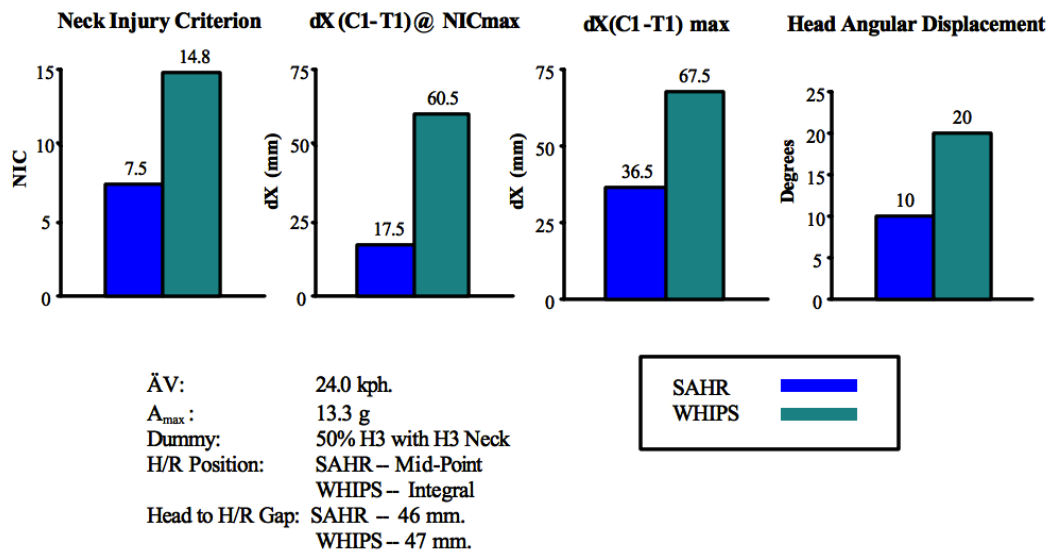 Neck Injury Criterion
dX (C1-T1) @ NICmax
dX(C1-T1) max
Head Angular Displacement
15
10
5
0
NIC
7.5
14.8
75
50
25
0
dX (mm)
17.5
60.5
75
50
25
0
dX (mm)
36.5
67.5
25
20
15
10
5
0
Degrees
10
20
ÄV: 24.0 kph.
Amax : 13.3 g
Dummy: 50% H3 with H3 Neck
H/R Position: SAHR -- Mid-Point
WHIPS -- Integral
Head to H/R Gap: SAHR -- 46 mm.
WHIPS -- 47 mm.
SAHR
WHIPS